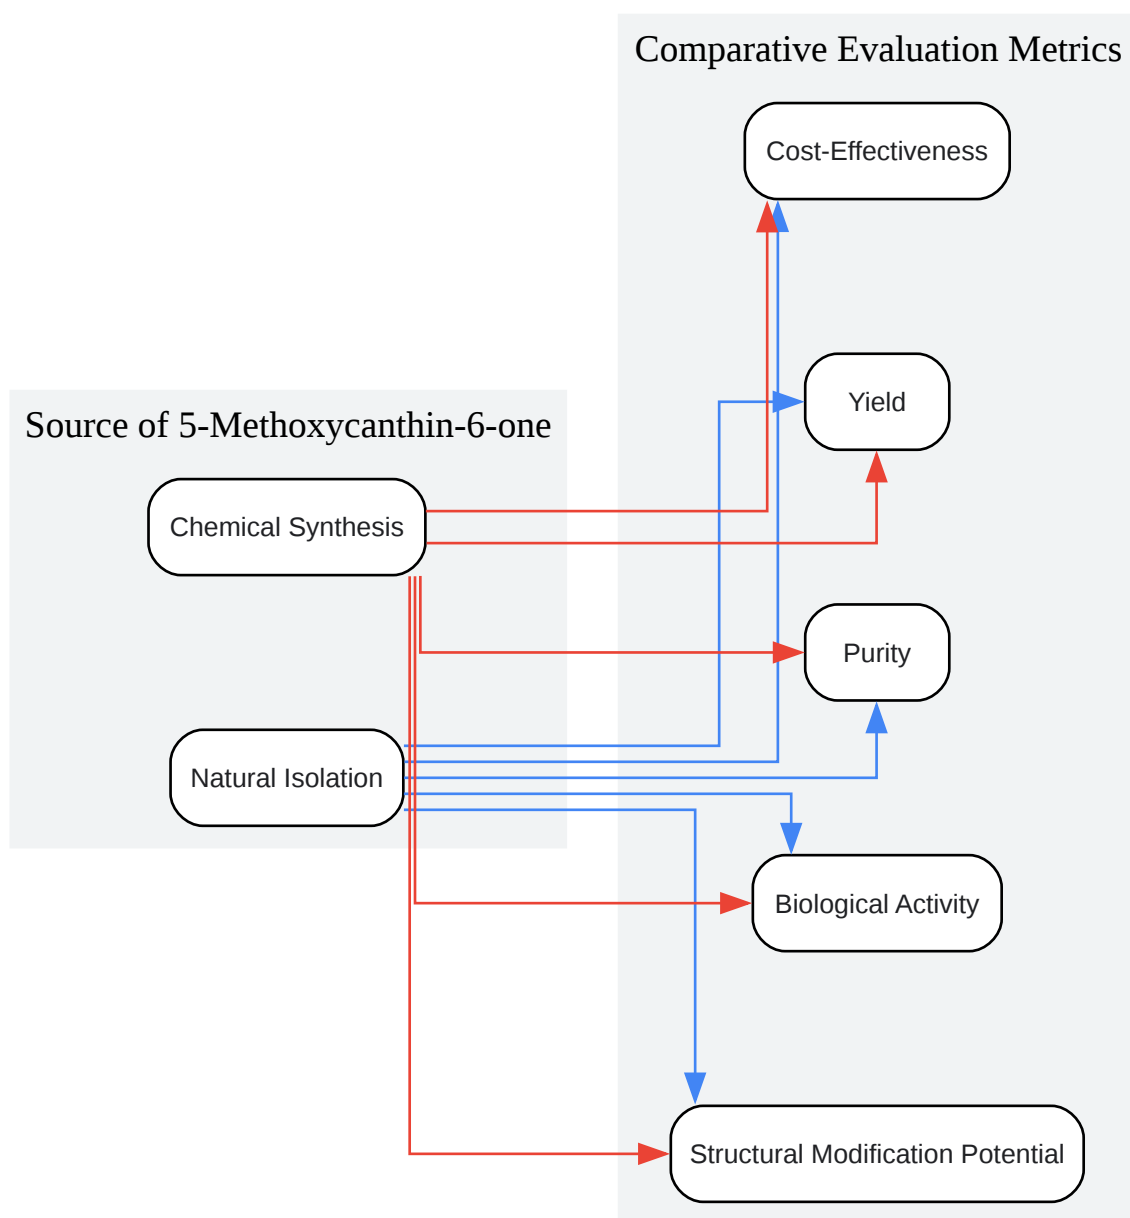 Comparative Evaluation Metrics
Cost-Effectiveness
Yield
Source of 5-Methoxycanthin-6-one
Chemical Synthesis
Purity
Natural Isolation
Biological Activity
Structural Modification Potential